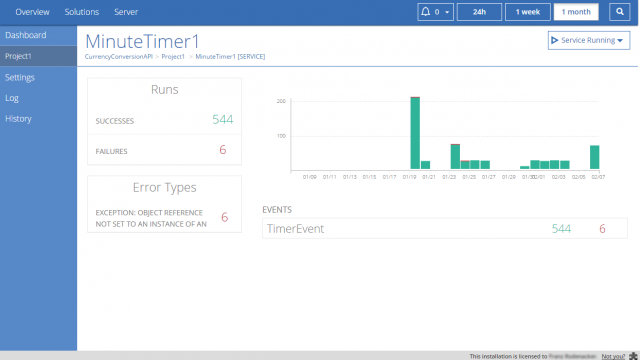 Overview Solutions Server 0 24h 1 week 1 month
Dashboard
Project1
Settings
Log
History
MinuteTimer1
CurrencyConversionAPI > Project1 > MinuteTimer1 [SERVICE]
Service Running
Runs
SUCCESSES 544
FAILURES 6
Error Types
EXCEPTION: OBJECT REFERENCE
NOT SET TO AN INSTANCE OF AN
6
200
100
01/09 01/11 01/13 01/15 01/17 01/19 01/21 01/23 01/25 01/27 01/29 01/31 02/01 02/03 02/05 02/07
EVENTS
TimerEvent 544 6
This installation is licensed to Not you?